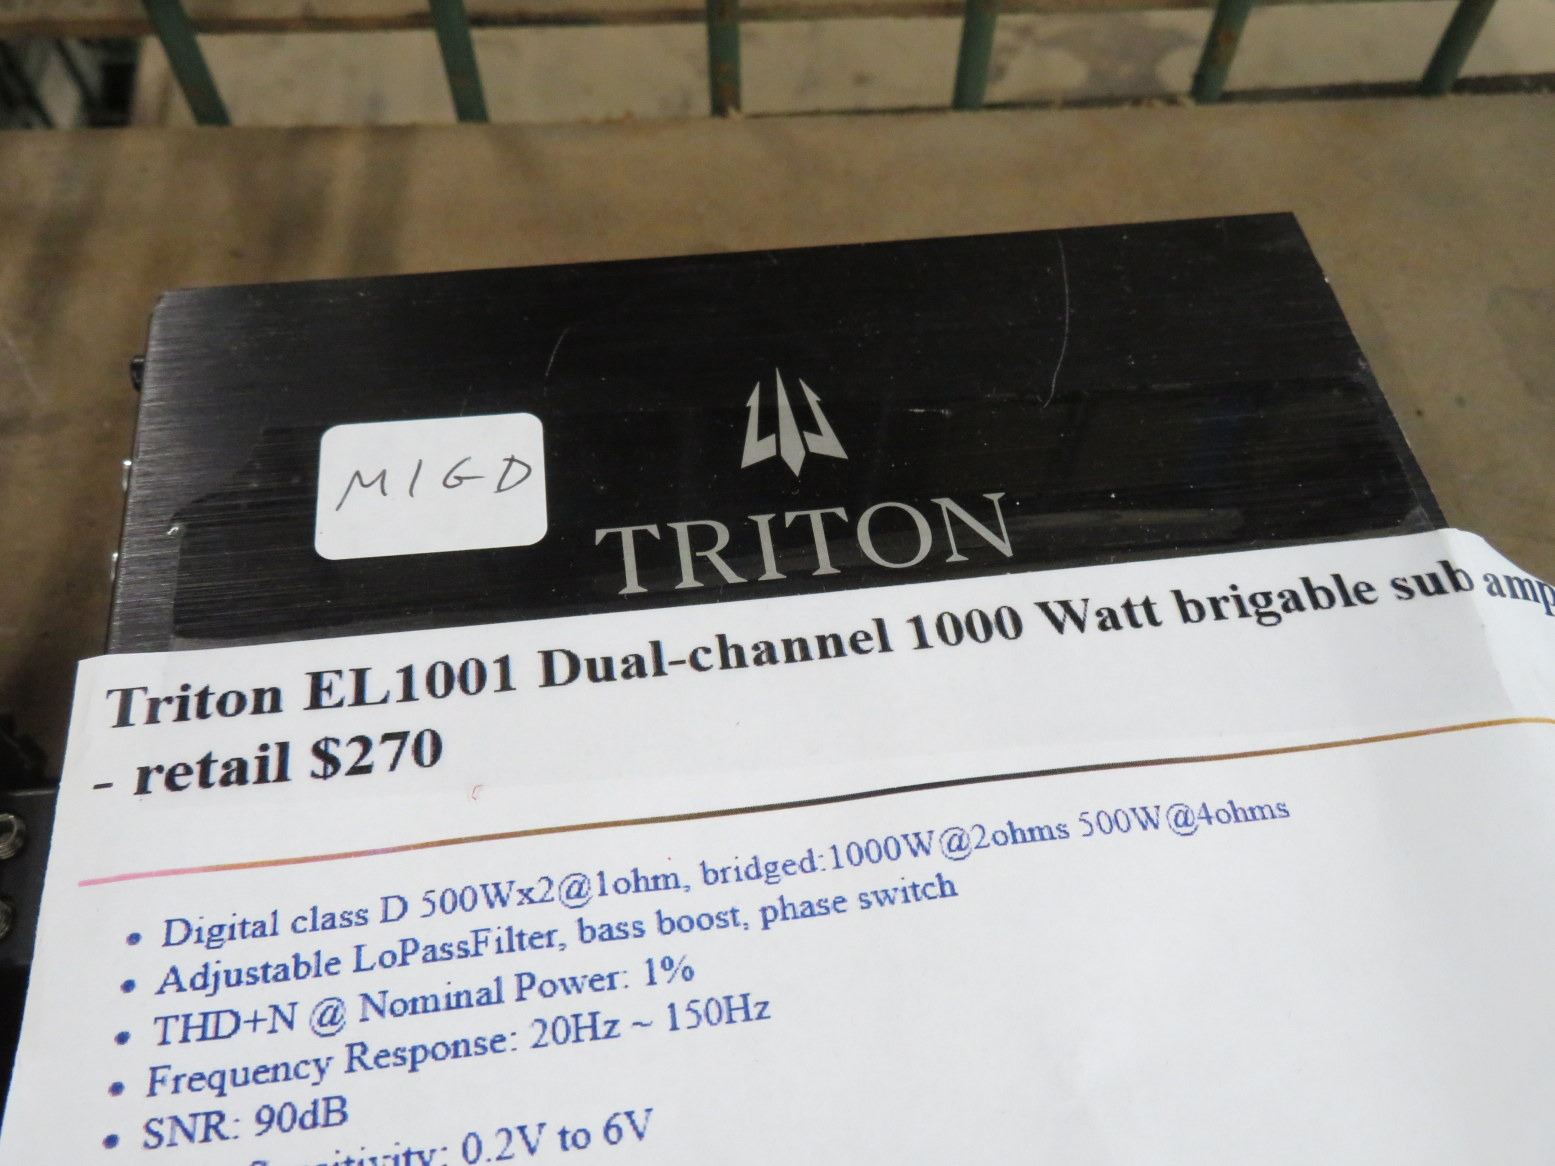 M1GD
TRITON
Triton EL1001 Dual-channel 1000 Watt brigable sub amp
- retail $270
• Digital class D 500Wx2@1ohm, bridged:1000W@2ohms 500W@4ohms
• Adjustable LoPassFilter, bass boost, phase switch
• THD+N @ Nominal Power: 1%
• Frequency Response: 20Hz ~ 150Hz
• SNR: 90dB
0.2V to 6V